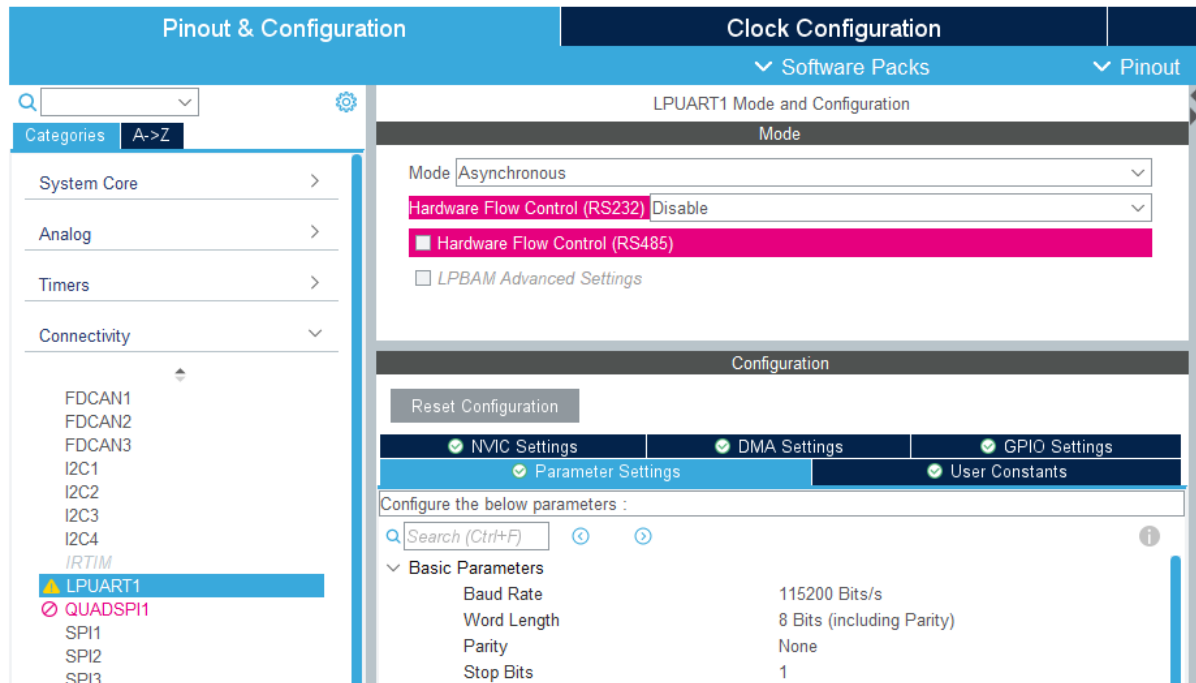 Pinout & Configuration
Clock Configuration
Software Packs
Pinout
Categories
A->Z
System Core
Analog
Timers
Connectivity
FDCAN1
FDCAN2
FDCAN3
I2C1
I2C2
I2C3
I2C4
IRTIM
LPUART1
QUADSPI1
SPI1
SPI2
SPI3
LPUART1 Mode and Configuration
Mode
Mode Asynchronous
Hardware Flow Control (RS232) Disable
Hardware Flow Control (RS485)
LPBAM Advanced Settings
Configuration
Reset Configuration
NVIC Settings
DMA Settings
GPIO Settings
Parameter Settings
User Constants
Configure the below parameters :
Search (Ctrl+F)
Basic Parameters
Baud Rate 115200 Bits/s
Word Length 8 Bits (including Parity)
Parity None
Stop Bits 1